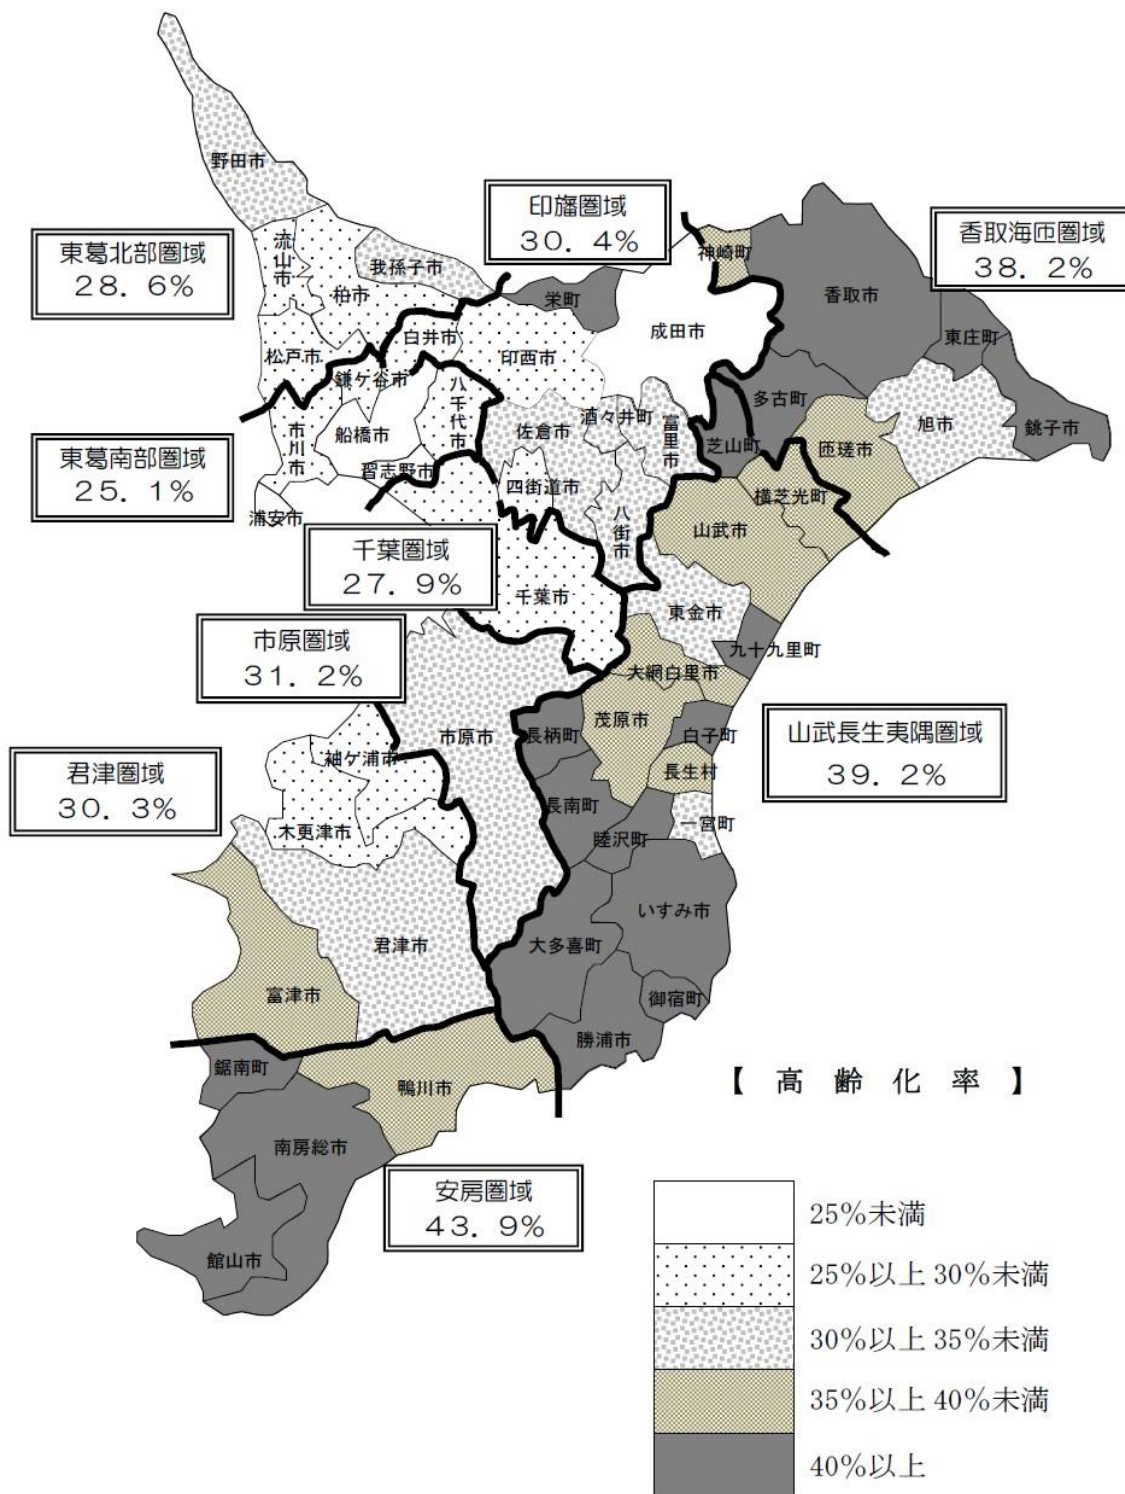 野田市
印旛圏域
30．4%
神崎町
香取海匝圏域
38．2%
東葛北部圏域
28．6%
流山市
我孫子市
柏市
栄町
香取市
成田市
白井市
印西市
東庄町
松戸市
鎌ケ谷市
八千代市
多古町
酒々井町
富里市
佐倉市
旭市
銚子市
市川市
船橋市
芝山町
匝瑳市
東葛南部圏域
25．1%
習志野市
四街道市
横芝光町
浦安市
八街市
山武市
千葉圏域
27．9%
千葉市
東金市
市原圏域
31．2%
九十九里町
大網白里市
茂原市
市原市
長柄町
白子町
山武長生夷隅圏域
39．2%
袖ケ浦市
長生村
君津圏域
30．3%
長南町
一宮町
木更津市
睦沢町
いすみ市
君津市
大多喜町
富津市
御宿町
勝浦市
鋸南町
鴨川市
【 高 齢 化 率 】
南房総市
安房圏域
43．9%
館山市
25％未満
25％以上 30％未満
30％以上 35％未満
35％以上 40％未満
40％以上